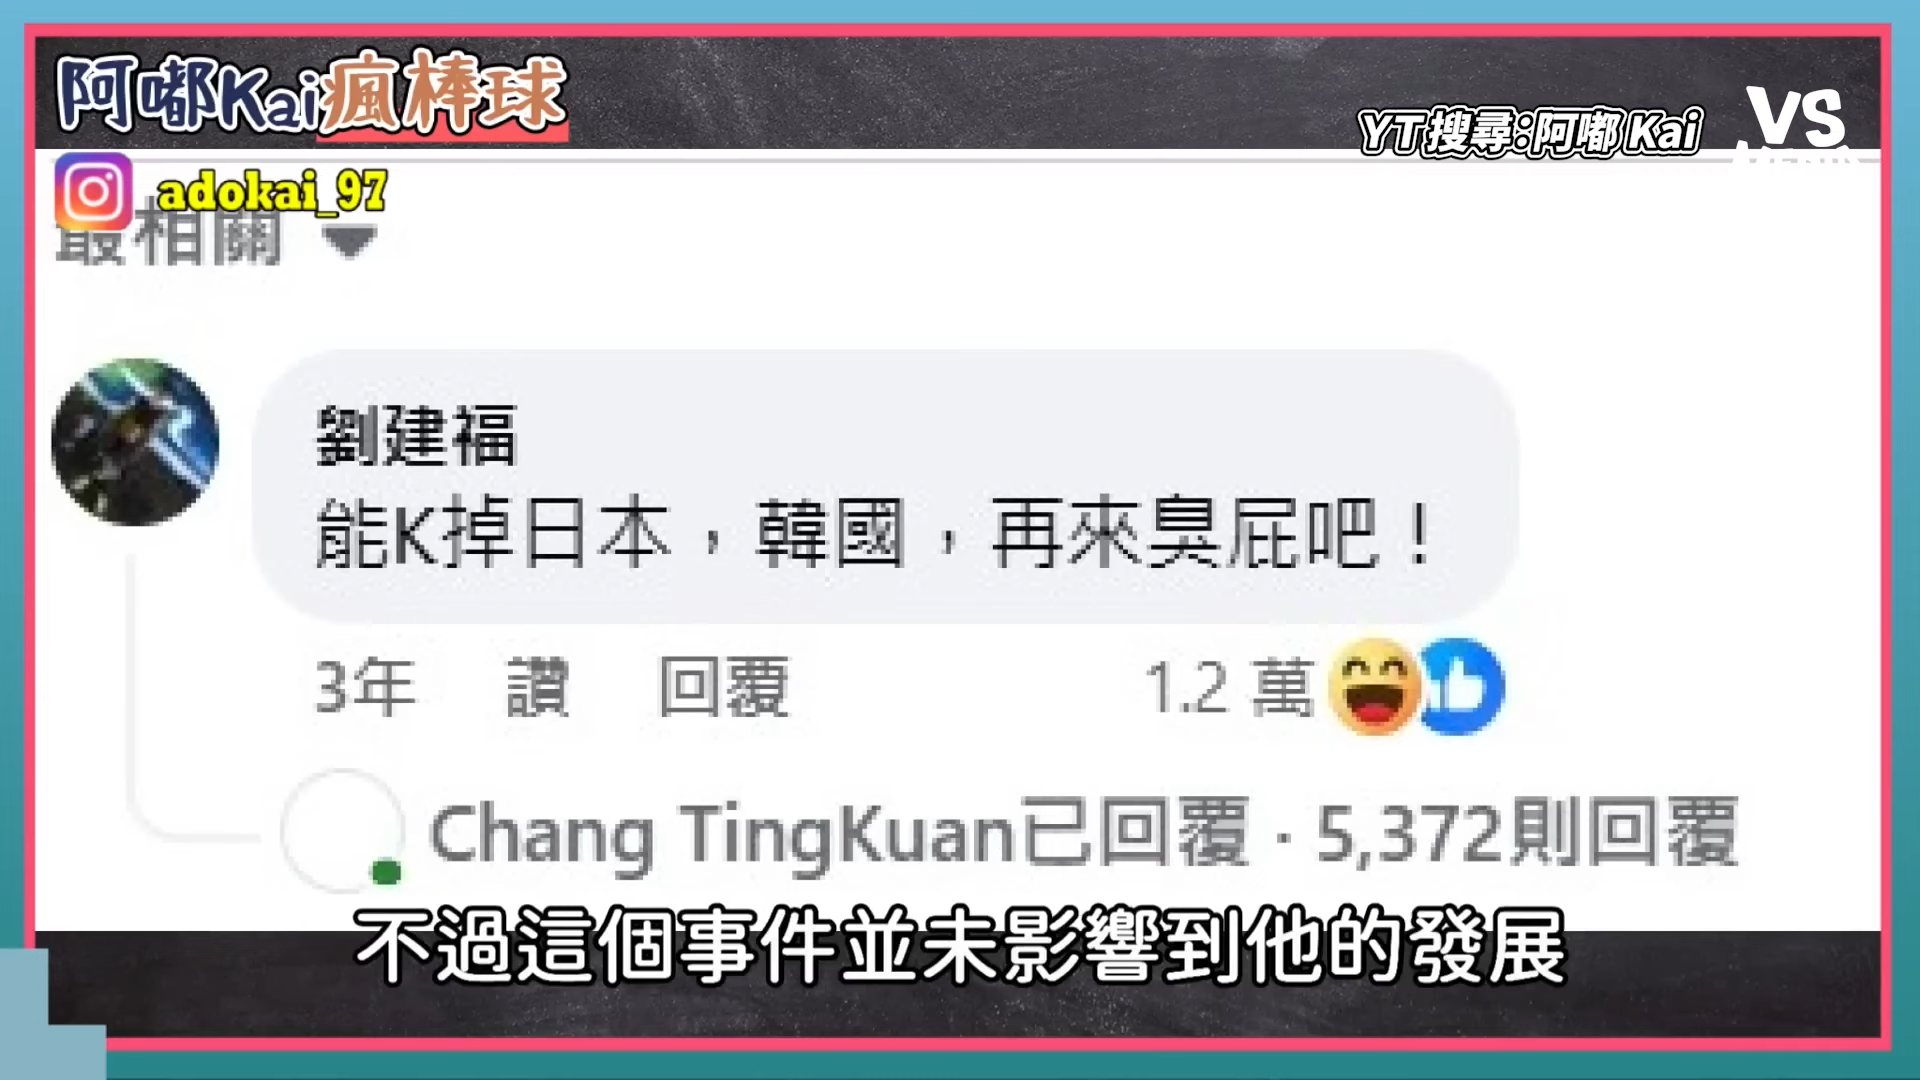 阿嘟Kai瘋棒球
YT搜尋:阿嘟 Kai
VS
adokai_97
最相關
劉建福
能K掉日本，韓國，再來臭屁吧！
3年 讚 回覆 1.2 萬
Chang TingKuan已回覆 · 5,372則回覆
不過這個事件並未影響到他的發展